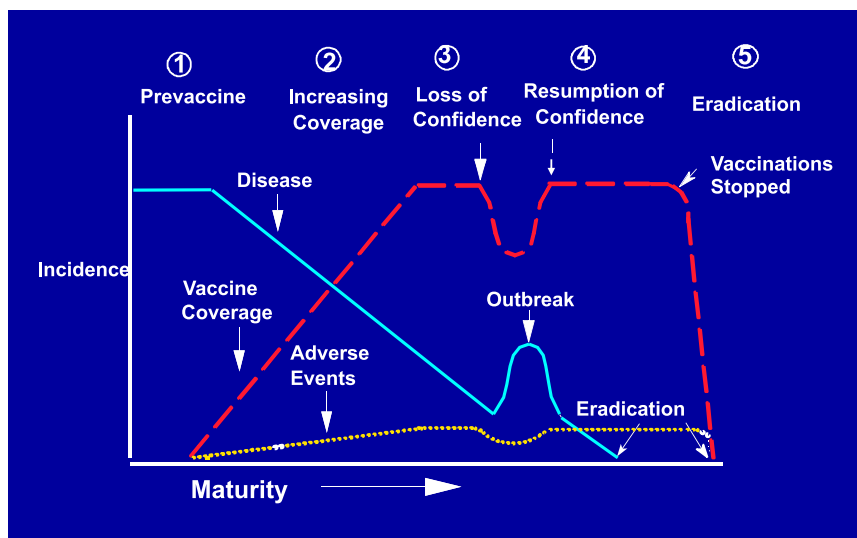 1
2
3
4
5
Prevaccine
Increasing
Coverage
Loss of
Confidence
Resumption of
Confidence
Eradication
Disease
Vaccinations
Stopped
Incidence
Vaccine
Coverage
Outbreak
Adverse
Events
Eradication
Maturity